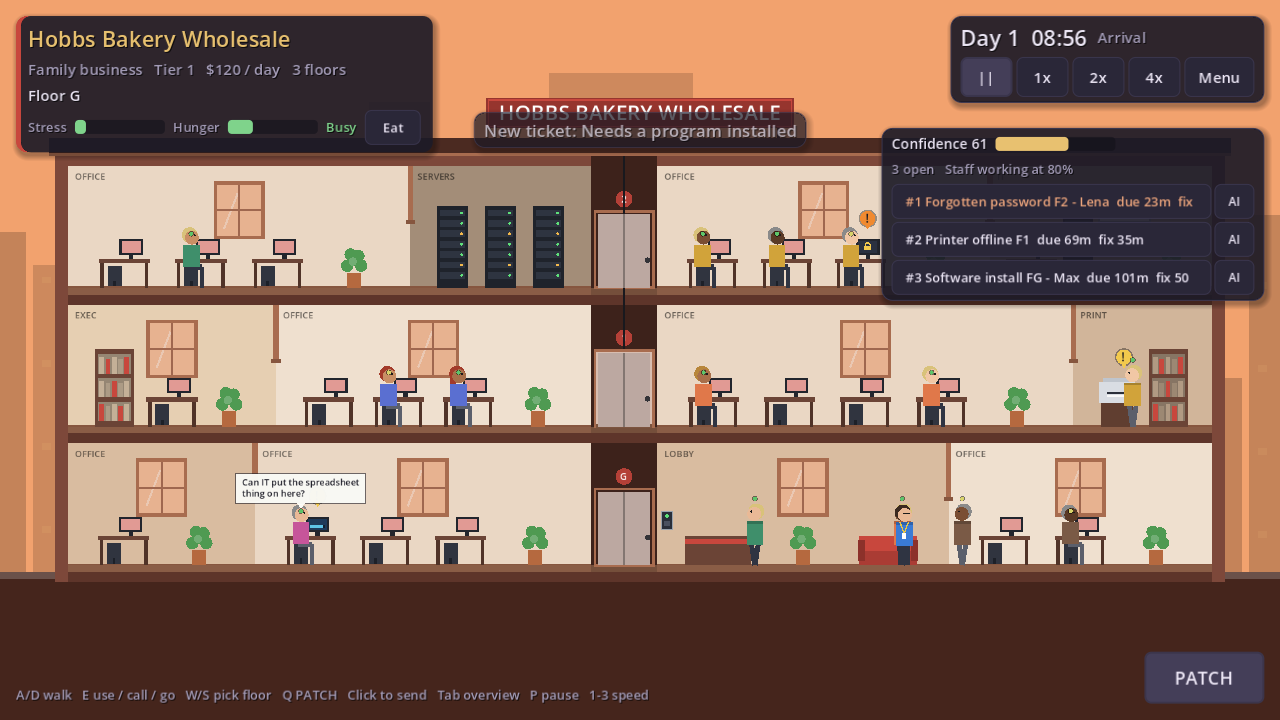 Hobbs Bakery Wholesale
Family business Tier 1 $120 / day 3 floors
Floor G
Stress Hunger Busy Eat
Day 1 08:56 Arrival
|| 1x 2x 4x Menu
HOBBS BAKERY WHOLESALE
New ticket: Needs a program installed
Confidence 61
3 open Staff working at 80%
#1 Forgotten password F2 - Lena due 23m fix AI
#2 Printer offline F1 due 69m fix 35m AI
#3 Software install FG - Max due 101m fix 50 AI
OFFICE SERVERS OFFICE
EXEC OFFICE OFFICE PRINT
OFFICE OFFICE G LOBBY OFFICE
Can IT put the spreadsheet
thing on here?
A/D walk E use / call / go W/S pick floor Q PATCH Click to send Tab overview P pause 1-3 speed
PATCH